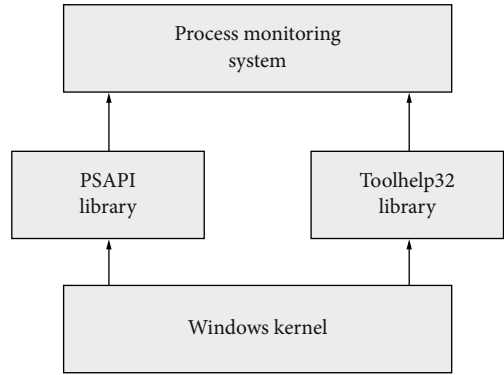 Process monitoring
system
PSAPI
library
Toolhelp32
library
Windows kernel